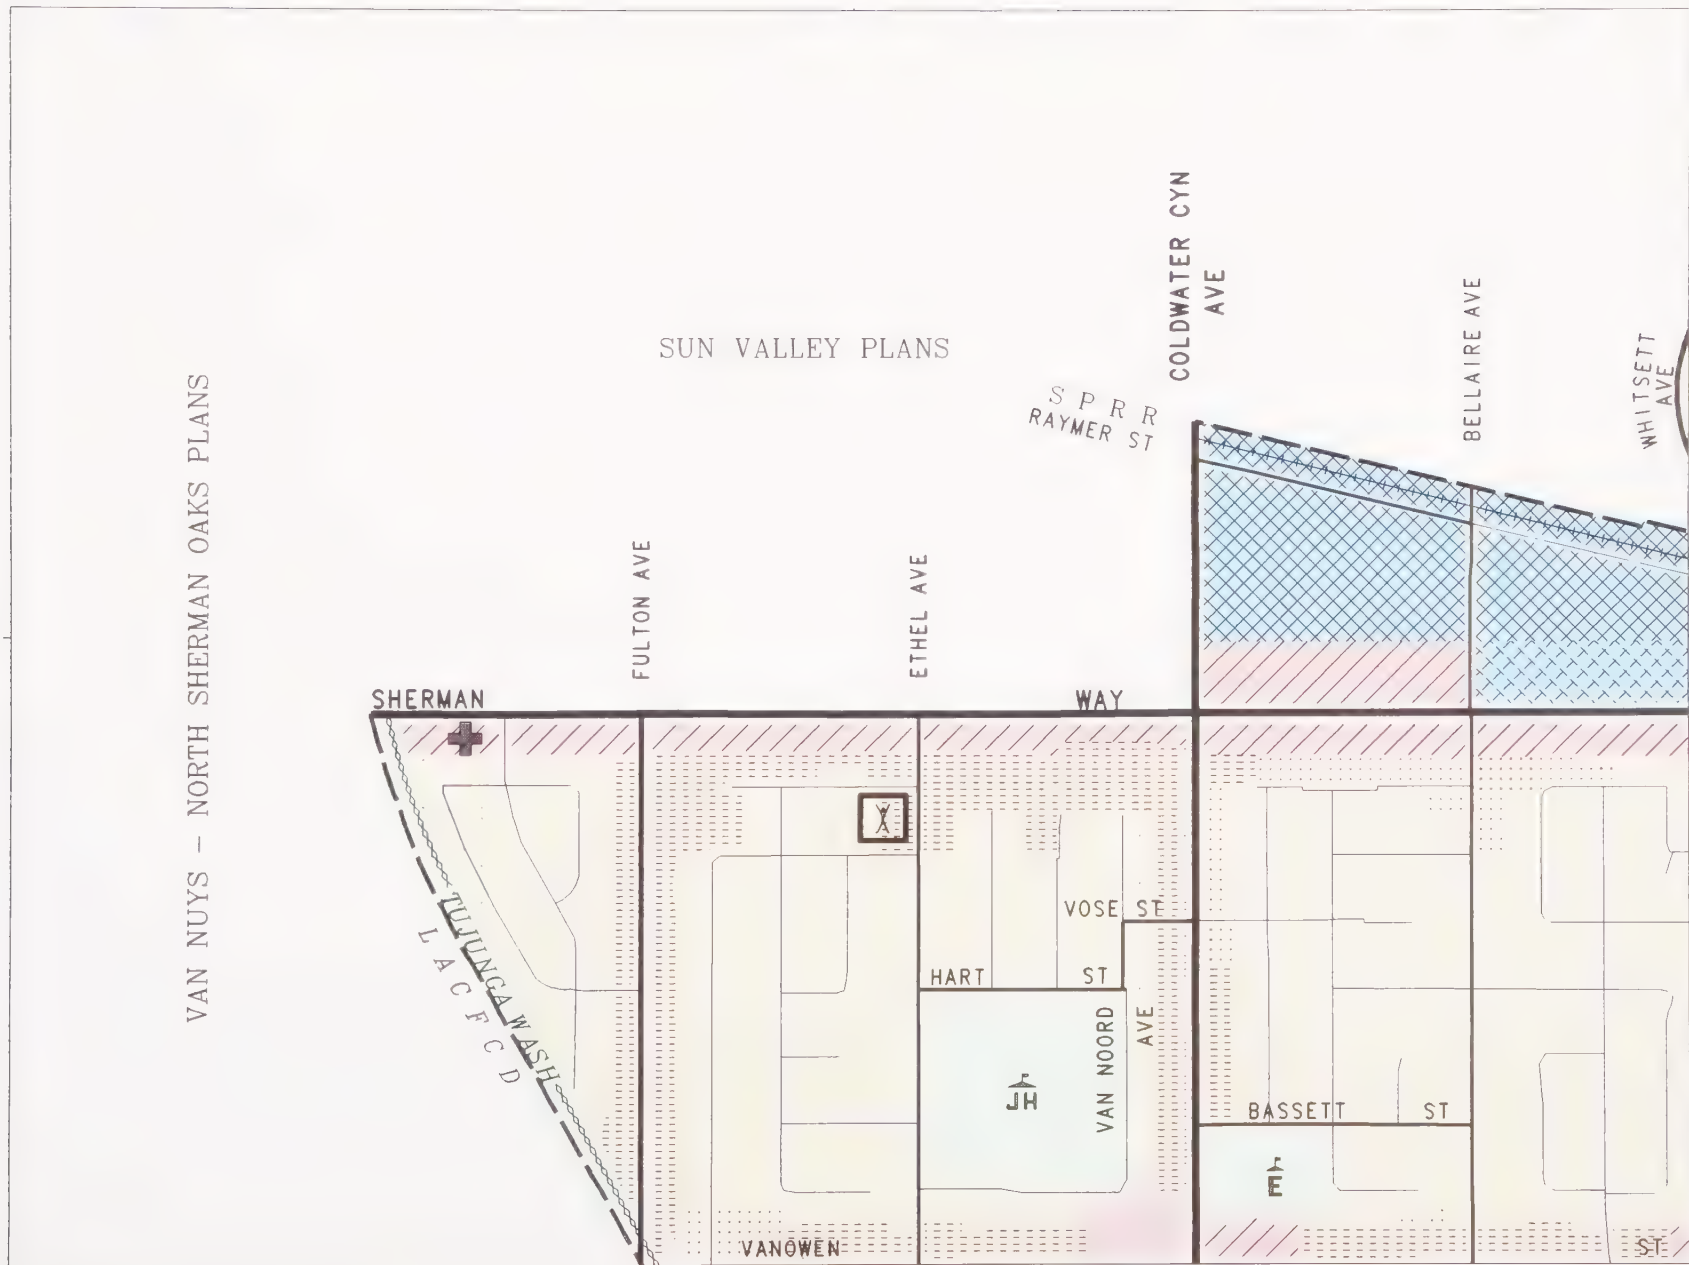 VAN NUYS – NORTH SHERMAN OAKS PLANS
SUN VALLEY PLANS
COLDWATER CYN
AVE
BELLAIRE AVE
WHITSETT
AVE
S P R R
RAYMER ST
FULTON AVE
ETHEL AVE
SHERMAN WAY
TUJUNGA WASH
L A C F C D
VOSE ST
HART ST
VAN NOORD
AVE
JH
BASSETT ST
E
VANOWEN ST